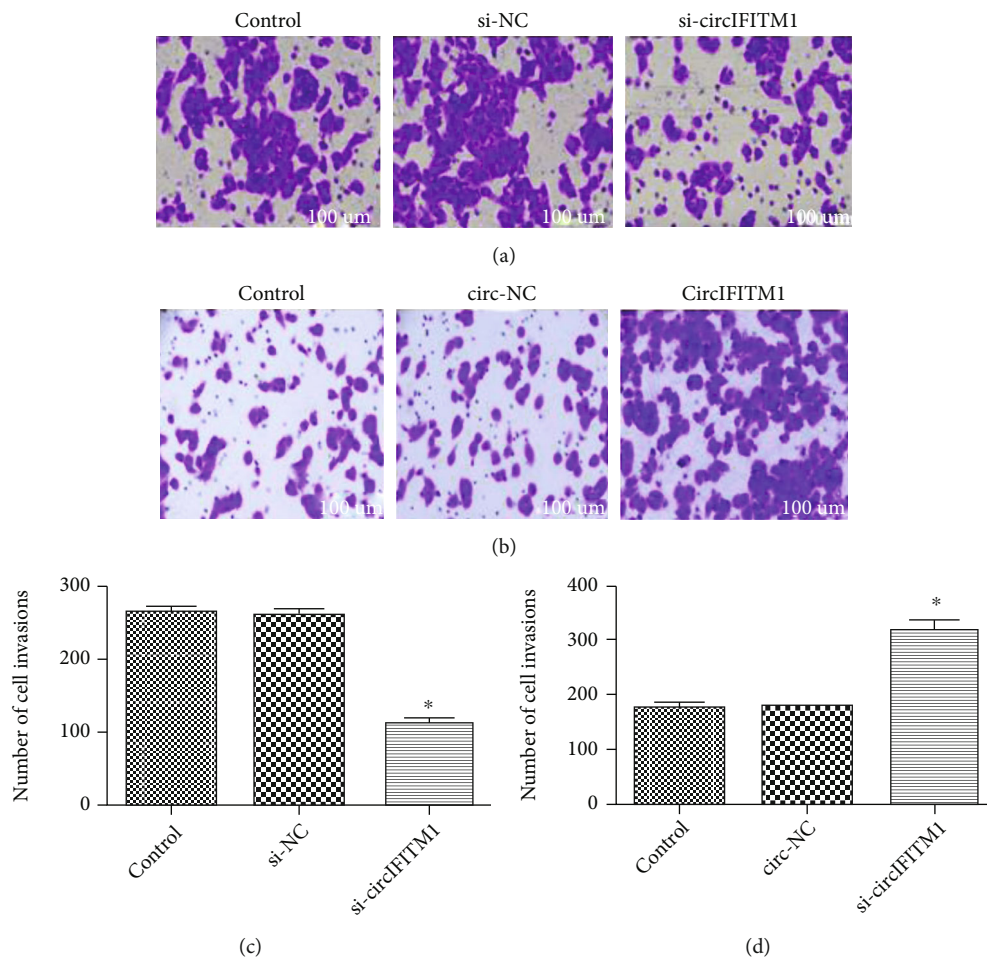 Control si-NC si-circIFITM1
100 um 100 um 100 um
(a)
Control circ-NC CircIFITM1
100 um 100 um 100 um
(b)
Number of cell invasions
300
200
100
0
*
Control si-NC si-circIFITM1
(c)
Number of cell invasions
400
300
200
100
0
*
Control circ-NC si-circIFITM1
(d)